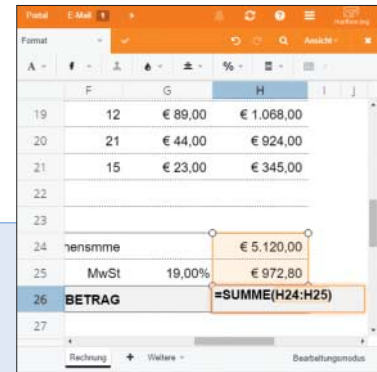 Portal E-Mail 1
Format Ansicht
A f %
F G H I J
19 12 € 89,00 € 1.068,00
20 21 € 44,00 € 924,00
21 15 € 23,00 € 345,00
22
23
24 nensmme € 5.120,00
25 MwSt 19,00% € 972,80
26 BETRAG =SUMME(H24:H25)
27
Rechnung + Weitere Bearbeitungsmodus